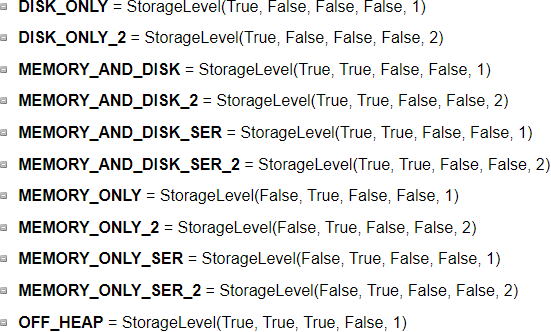 DISK_ONLY = StorageLevel(True, False, False, False, 1)
DISK_ONLY_2 = StorageLevel(True, False, False, False, 2)
MEMORY_AND_DISK = StorageLevel(True, True, False, False, 1)
MEMORY_AND_DISK_2 = StorageLevel(True, True, False, False, 2)
MEMORY_AND_DISK_SER = StorageLevel(True, True, False, False, 1)
MEMORY_AND_DISK_SER_2 = StorageLevel(True, True, False, False, 2)
MEMORY_ONLY = StorageLevel(False, True, False, False, 1)
MEMORY_ONLY_2 = StorageLevel(False, True, False, False, 2)
MEMORY_ONLY_SER = StorageLevel(False, True, False, False, 1)
MEMORY_ONLY_SER_2 = StorageLevel(False, True, False, False, 2)
OFF_HEAP = StorageLevel(True, True, True, False, 1)